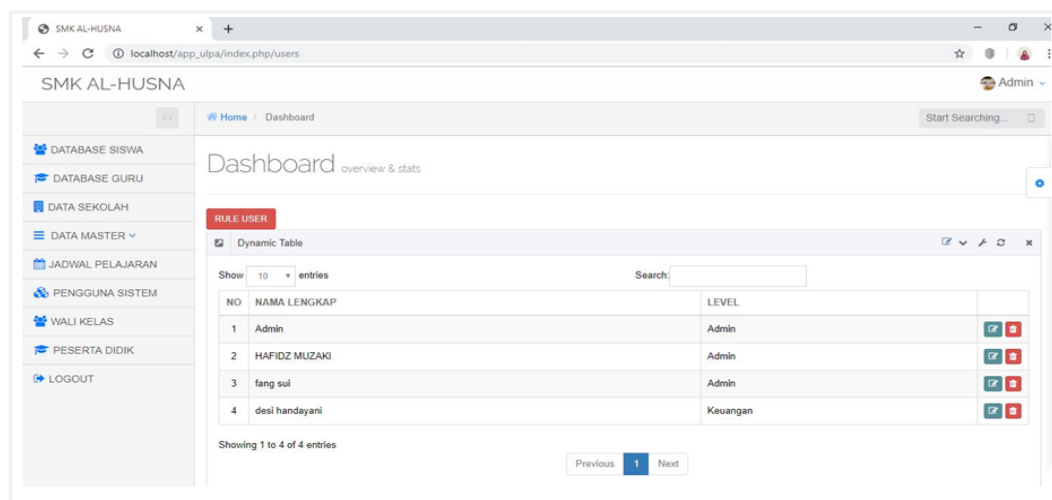 SMK AL-HUSNA
localhost/app_ulpa/index.php/users
SMK AL-HUSNA
Admin
Home / Dashboard
Start Searching...
DATABASE SISWA
DATABASE GURU
DATA SEKOLAH
DATA MASTER
JADWAL PELAJARAN
PENGGUNA SISTEM
WALI KELAS
PESERTA DIDIK
LOGOUT
Dashboard overview & stats
RULE USER
Dynamic Table
Show 10 entries Search:
NO NAMA LENGKAP LEVEL
1 Admin Admin
2 HAFIDZ MUZAKI Admin
3 fang sui Admin
4 desi handayani Keuangan
Showing 1 to 4 of 4 entries
Previous 1 Next